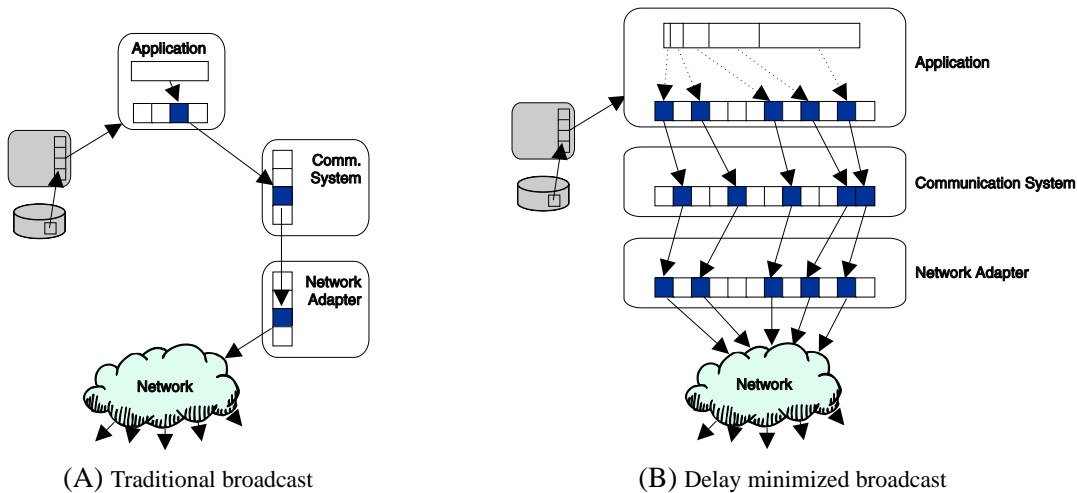 Application
Comm.
System
Network
Adapter
Network
(A) Traditional broadcast
Application
Communication System
Network Adapter
Network
(B) Delay minimized broadcast